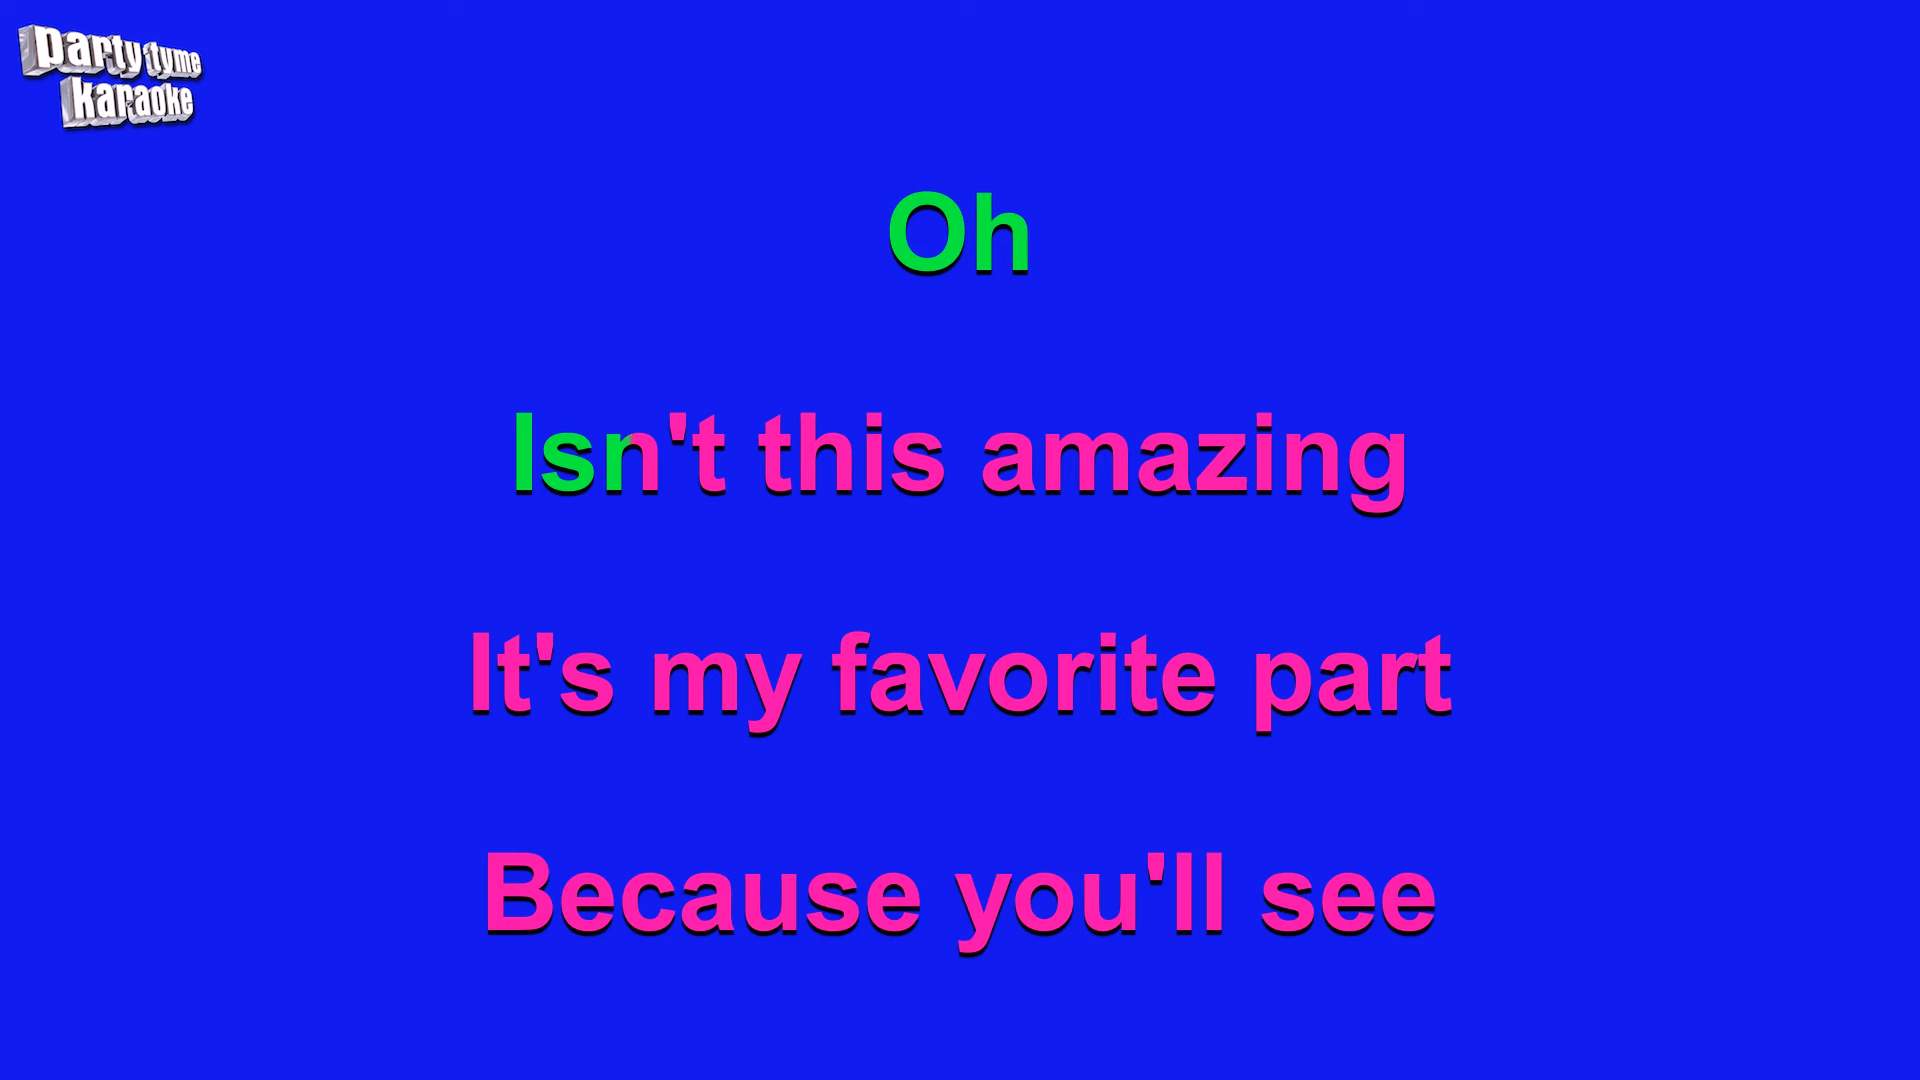 party tyme
karaoke
Oh
Isn't this amazing
It's my favorite part
Because you'll see